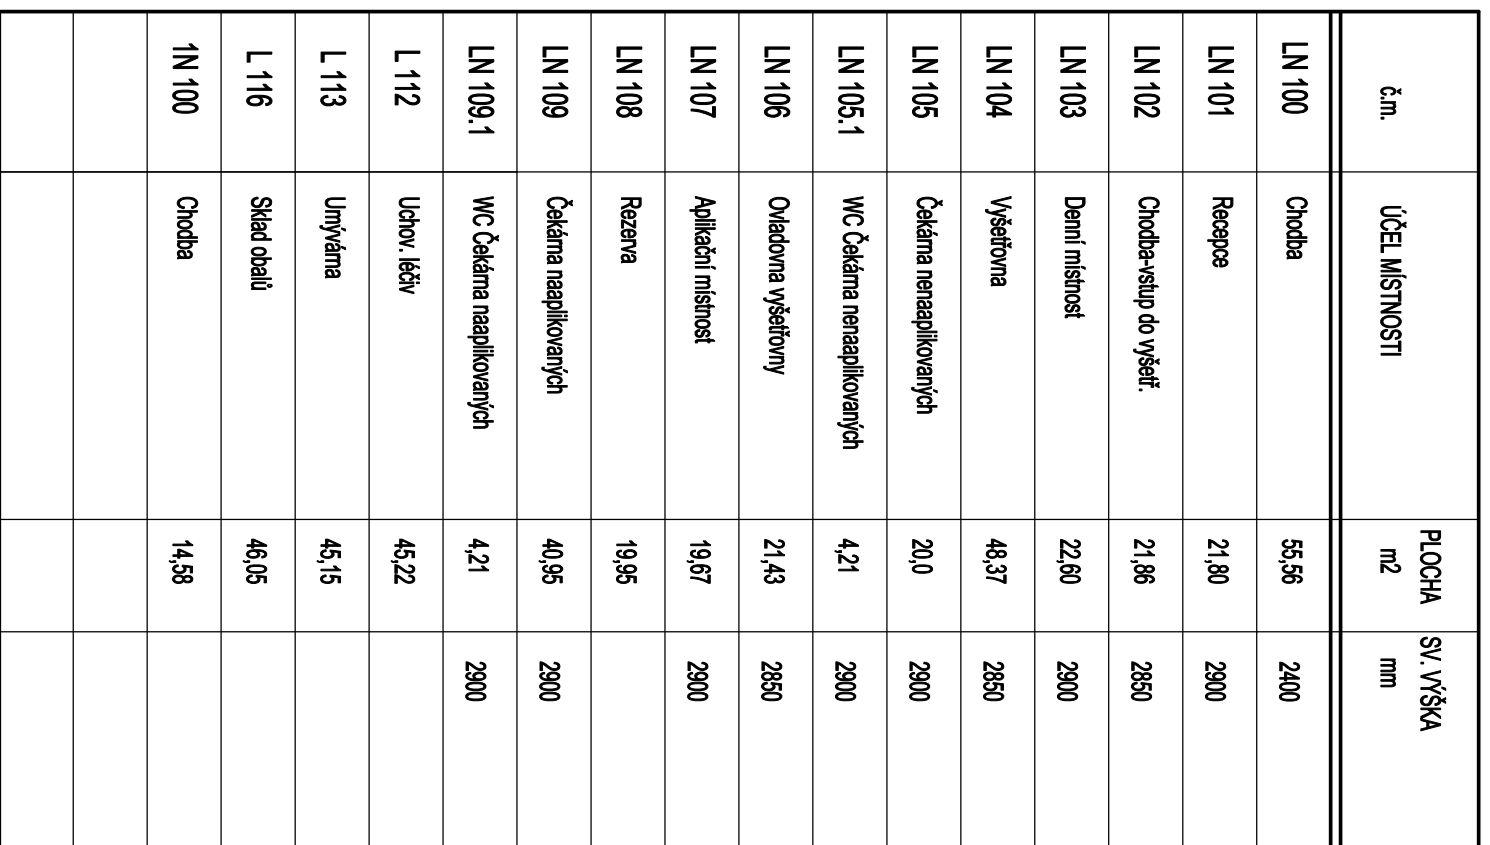 č.m. ÚČEL MÍSTNOSTI PLOCHA m2 SV. VÝŠKA mm
LN 100 Chodba 55,56 2400
LN 101 Recepce 21,80 2900
LN 102 Chodba-vstup do vyšetř. 21,86 2850
LN 103 Denní místnost 22,60 2900
LN 104 Vyšetřovna 48,37 2850
LN 105 Čekárna nenaaplikovaných 20,0 2900
LN 105.1 WC Čekárna nenaaplikovaných 4,21 2900
LN 106 Ovladovna vyšetřovny 21,43 2850
LN 107 Aplikační místnost 19,67 2900
LN 108 Rezerva 19,95
LN 109 Čekárna naaplikovaných 40,95 2900
LN 109.1 WC Čekárna naaplikovaných 4,21 2900
L 112 Uchov. léčiv 45,22
L 113 Umývárna 45,15
L 116 Sklad obalů 46,05
1N 100 Chodba 14,58